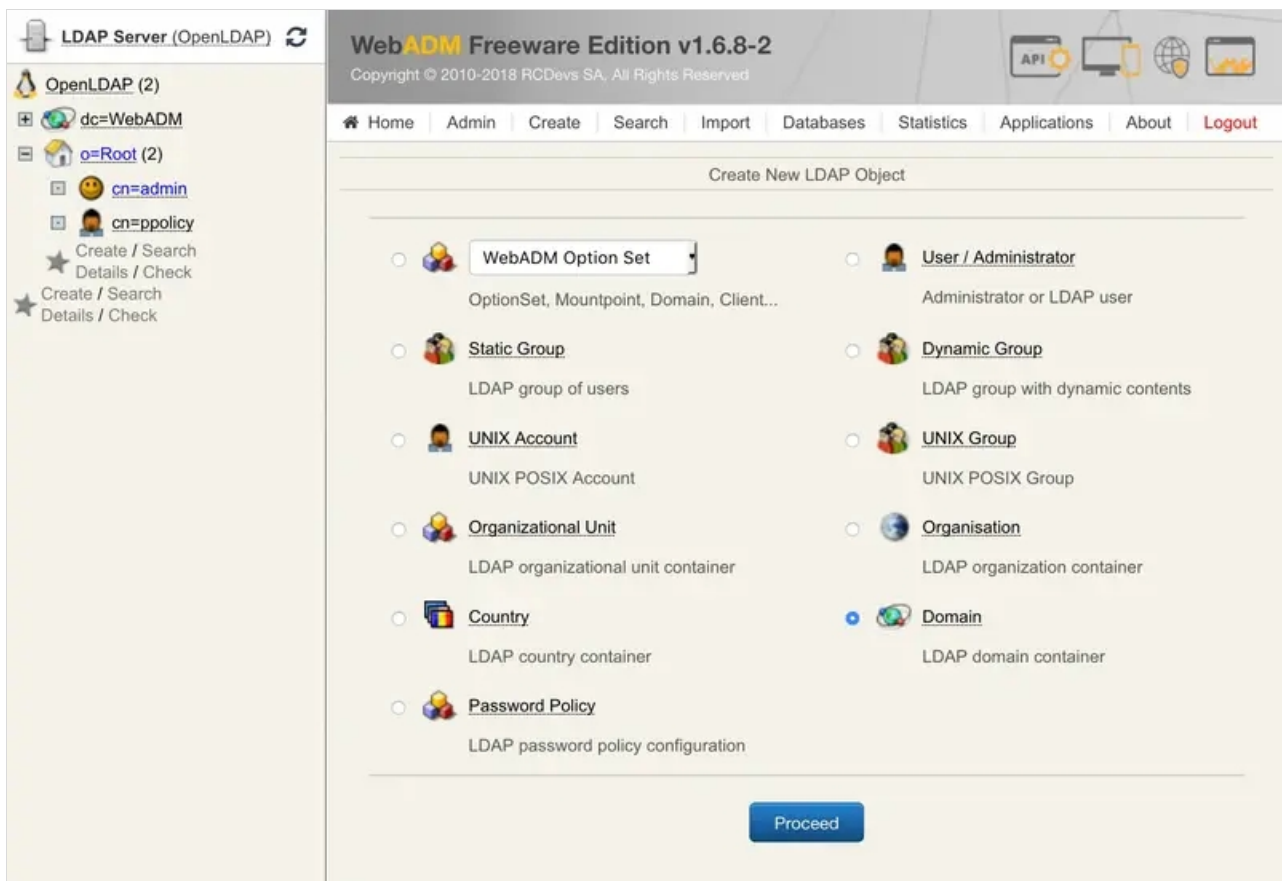 LDAP Server (OpenLDAP)
OpenLDAP (2)
dc=WebADM
o=Root (2)
cn=admin
cn=ppolicy
Create / Search
Details / Check
Create / Search
Details / Check
WebADM Freeware Edition v1.6.8-2
Copyright © 2010-2018 RCDevs SA, All Rights Reserved
API
Home Admin Create Search Import Databases Statistics Applications About Logout
Create New LDAP Object
WebADM Option Set
OptionSet, Mountpoint, Domain, Client...
User / Administrator
Administrator or LDAP user
Static Group
LDAP group of users
Dynamic Group
LDAP group with dynamic contents
UNIX Account
UNIX POSIX Account
UNIX Group
UNIX POSIX Group
Organizational Unit
LDAP organizational unit container
Organisation
LDAP organization container
Country
LDAP country container
Domain
LDAP domain container
Password Policy
LDAP password policy configuration
Proceed